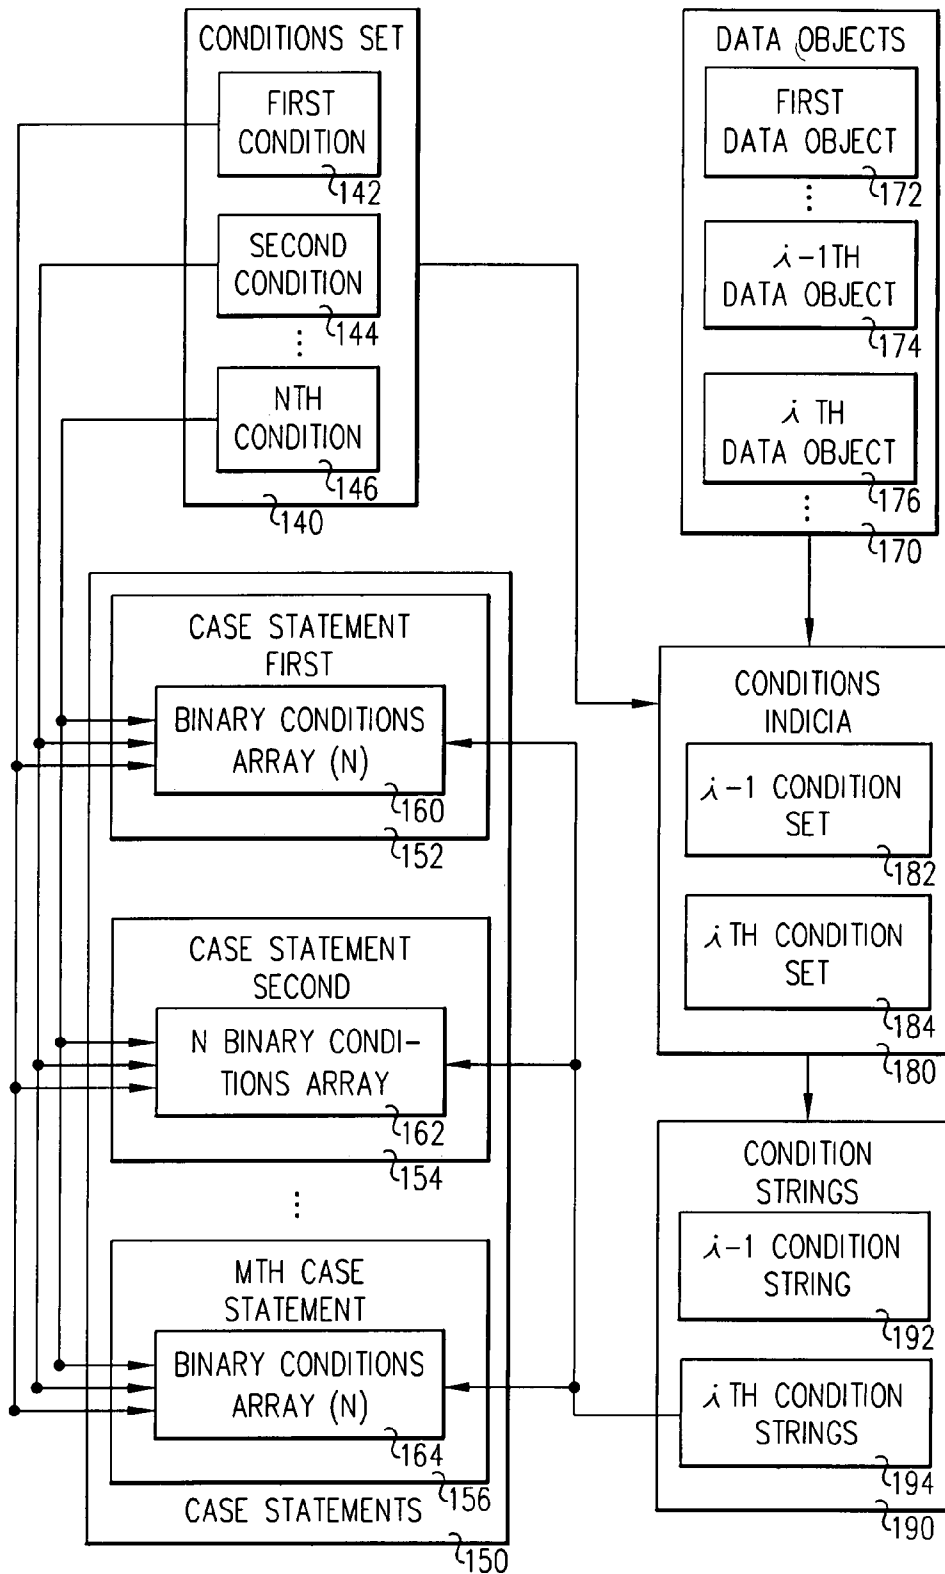 CONDITIONS SET
FIRST
CONDITION
142
SECOND
CONDITION
144
⋮
NTH
CONDITION
146
140
DATA OBJECTS
FIRST
DATA OBJECT
172
⋮
i-1TH
DATA OBJECT
174
i TH
DATA OBJECT
176
⋮
170
CASE STATEMENT
FIRST
BINARY CONDITIONS
ARRAY (N)
160
152
CASE STATEMENT
SECOND
N BINARY CONDI-
TIONS ARRAY
162
154
⋮
MTH CASE
STATEMENT
BINARY CONDITIONS
ARRAY (N)
164
156
CASE STATEMENTS
150
CONDITIONS
INDICIA
i-1 CONDITION
SET
182
i TH CONDITION
SET
184
180
CONDITION
STRINGS
i-1 CONDITION
STRING
192
i TH CONDITION
STRINGS
194
190